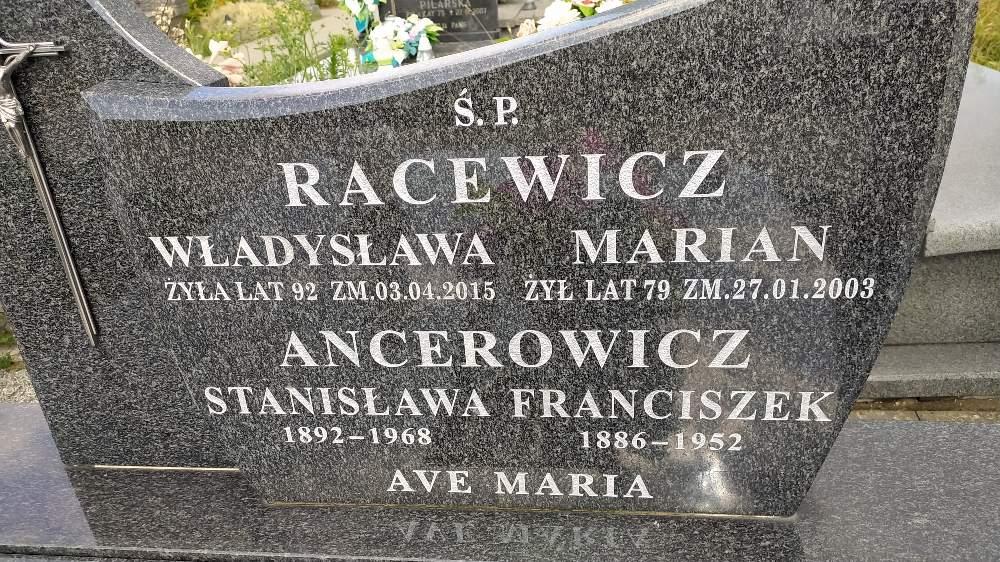 PILARSK
Ś. P.
RACEWICZ
WŁADYSŁAWA MARIAN
ŻYŁA LAT 92 ZM.03.04.2015 ŻYŁ LAT 79 ZM.27.01.2003
ANCEROWICZ
STANISŁAWA FRANCISZEK
1892-1968 1886-1952
AVE MARIA